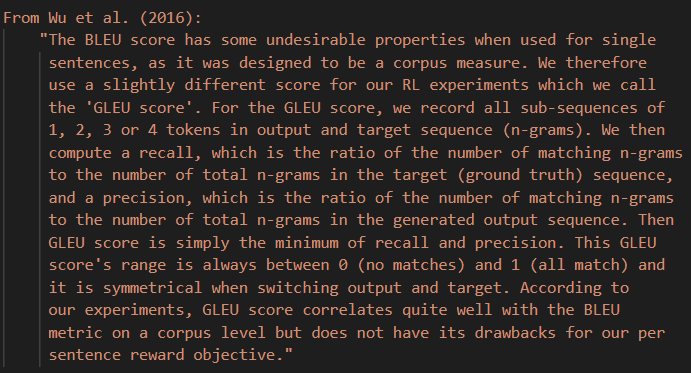 From Wu et al. (2016):
"The BLEU score has some undesirable properties when used for single
sentences, as it was designed to be a corpus measure. We therefore
use a slightly different score for our RL experiments which we call
the 'GLEU score'. For the GLEU score, we record all sub-sequences of
1, 2, 3 or 4 tokens in output and target sequence (n-grams). We then
compute a recall, which is the ratio of the number of matching n-grams
to the number of total n-grams in the target (ground truth) sequence,
and a precision, which is the ratio of the number of matching n-grams
to the number of total n-grams in the generated output sequence. Then
GLEU score is simply the minimum of recall and precision. This GLEU
score's range is always between 0 (no matches) and 1 (all match) and
it is symmetrical when switching output and target. According to
our experiments, GLEU score correlates quite well with the BLEU
metric on a corpus level but does not have its drawbacks for our per
sentence reward objective."